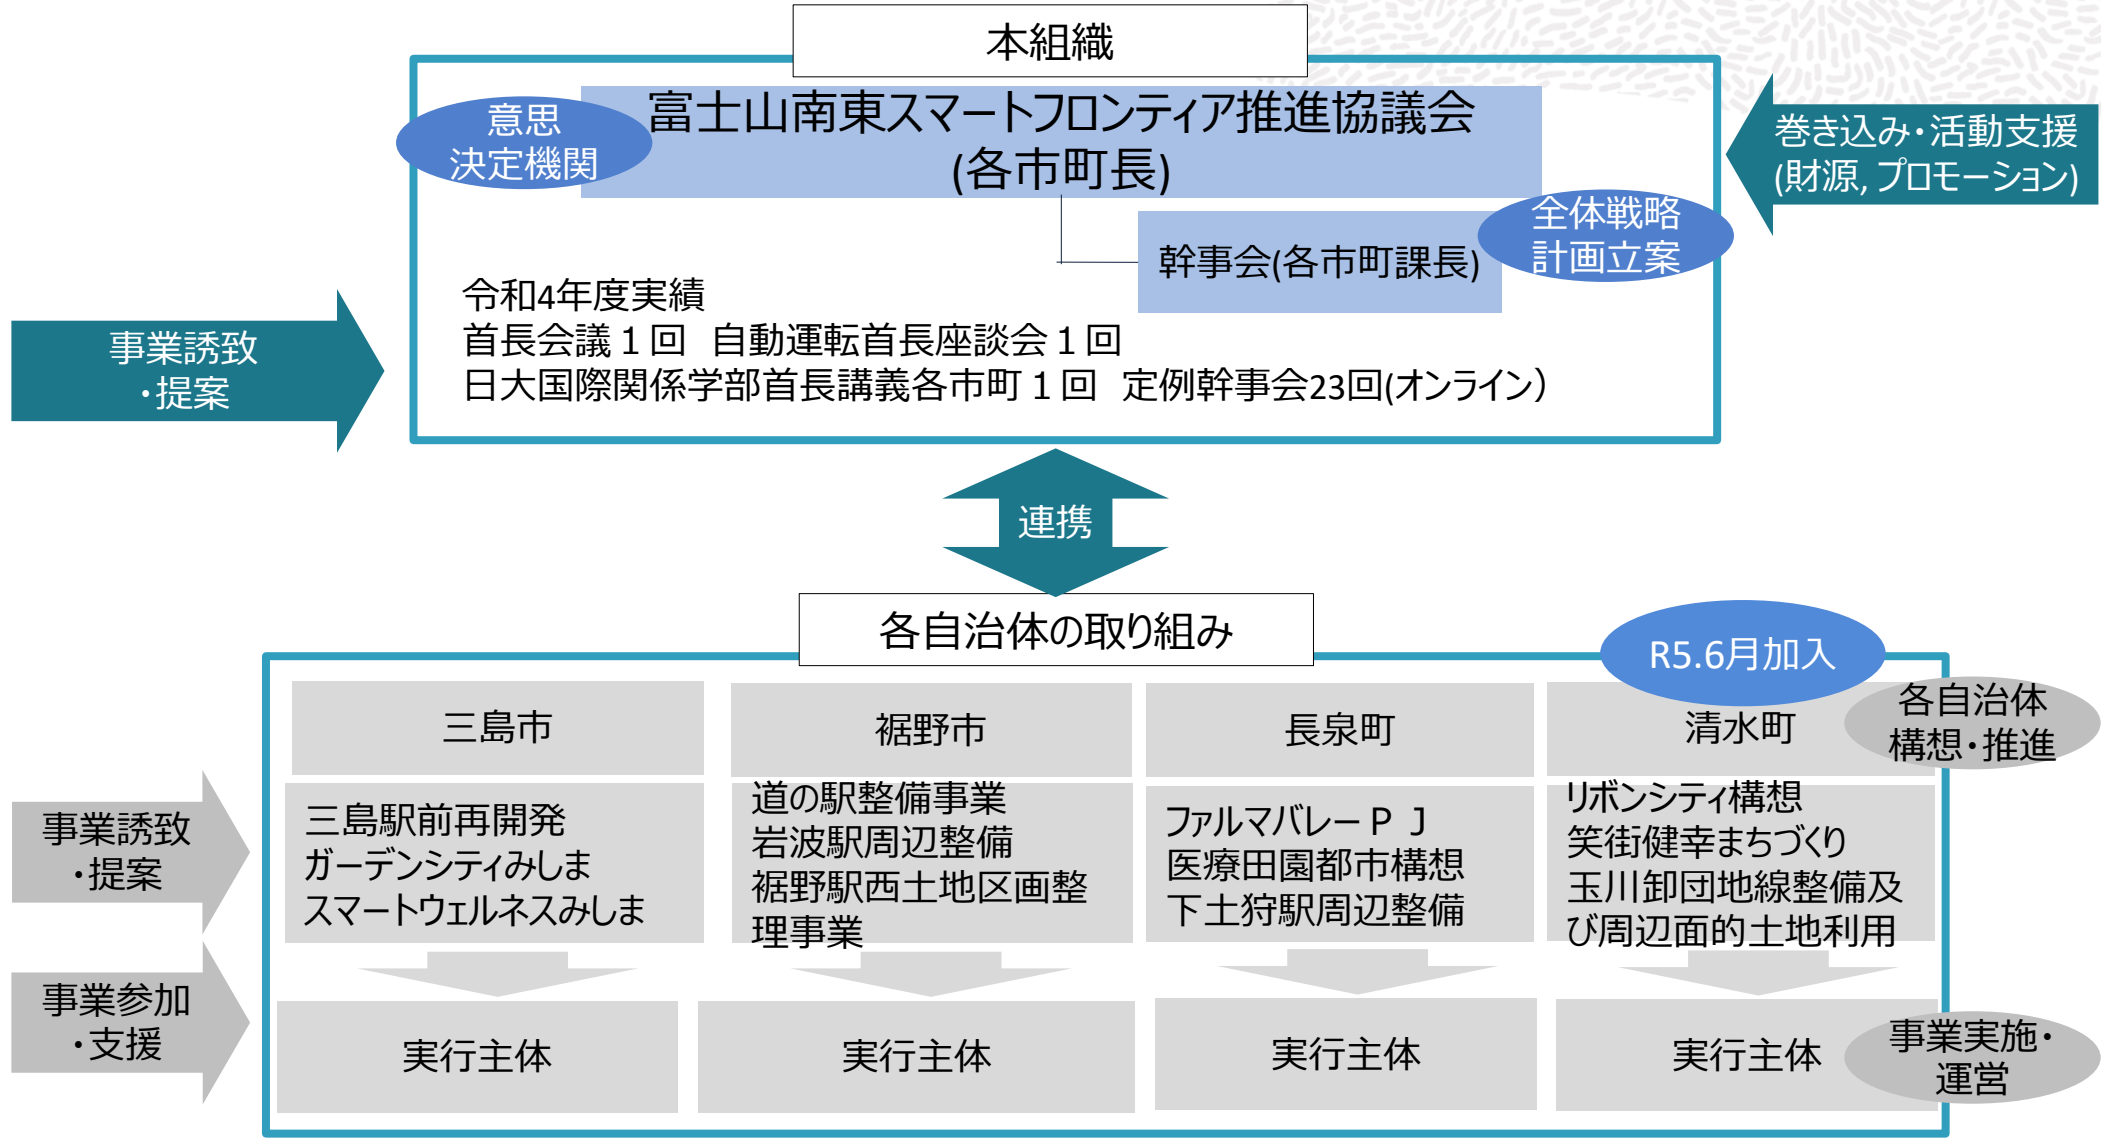 本組織
意思
決定機関
富士山南東スマートフロンティア推進協議会
(各市町長)
巻き込み・活動支援
(財源, プロモーション)
全体戦略
計画立案
幹事会(各市町課長)
令和4年度実績
首長会議１回　自動運転首長座談会１回
日大国際関係学部首長講義各市町１回　定例幹事会23回(オンライン）
事業誘致
・提案
連携
各自治体の取り組み
R5.6月加入
三島市
裾野市
長泉町
清水町
各自治体
構想・推進
事業誘致
・提案
三島駅前再開発
ガーデンシティみしま
スマートウェルネスみしま
道の駅整備事業
岩波駅周辺整備
裾野駅西土地区画整
理事業
ファルマバレーＰＪ
医療田園都市構想
下土狩駅周辺整備
リボンシティ構想
笑街健幸まちづくり
玉川卸団地線整備及
び周辺面的土地利用
事業参加
・支援
実行主体
実行主体
実行主体
実行主体
事業実施・
運営